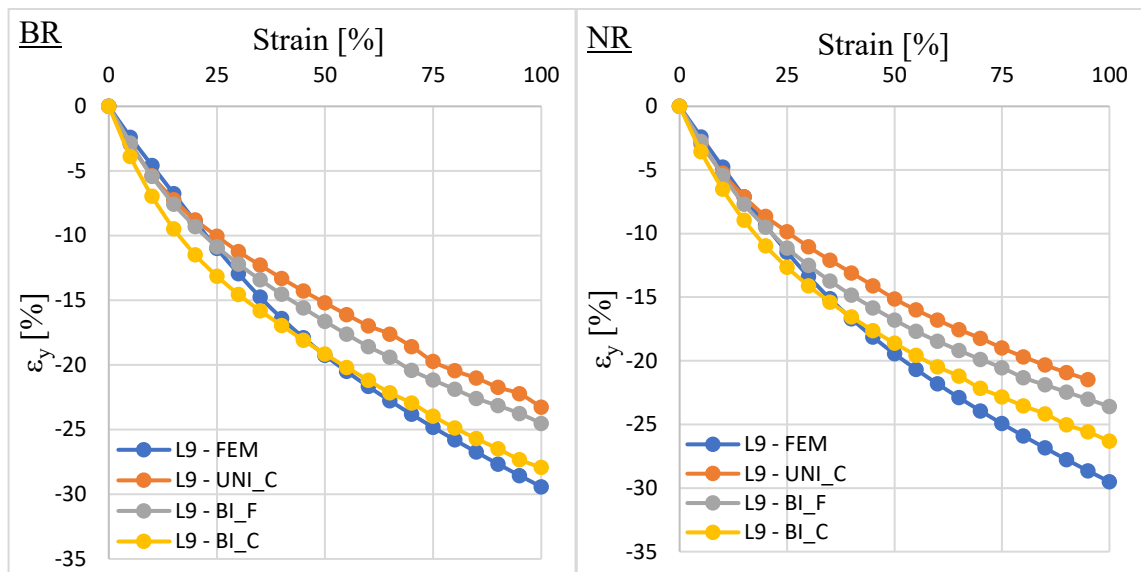 BR
Strain [%]
0 25 50 75 100
0
-5
-10
-15
-20
-25
-30
-35
εy [%]
L9 - FEM
L9 - UNI_C
L9 - BI_F
L9 - BI_C
NR
Strain [%]
0 25 50 75 100
0
-5
-10
-15
-20
-25
-30
-35
εy [%]
L9 - FEM
L9 - UNI_C
L9 - BI_F
L9 - BI_C